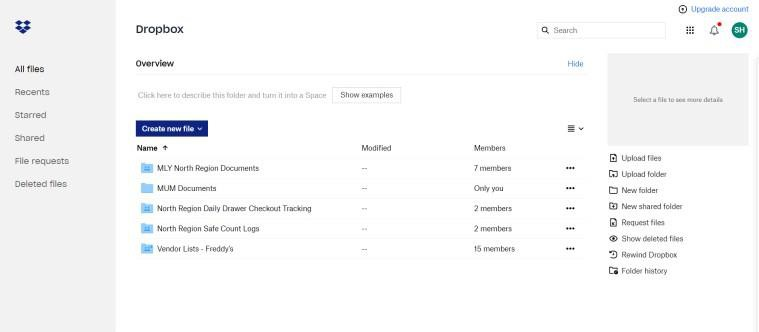 Upgrade account
Dropbox
Search
SH
All files
Recents
Starred
Shared
File requests
Deleted files
Overview
Hide
Click here to describe this folder and turn it into a Space
Show examples
Create new file
Name Modified Members
MLY North Region Documents -- 7 members
MUM Documents -- Only you
North Region Daily Drawer Checkout Tracking -- 2 members
North Region Safe Count Logs -- 2 members
Vendor Lists - Freddy's -- 15 members
Select a file to see more details
Upload files
Upload folder
New folder
New shared folder
Request files
Show deleted files
Rewind Dropbox
Folder history